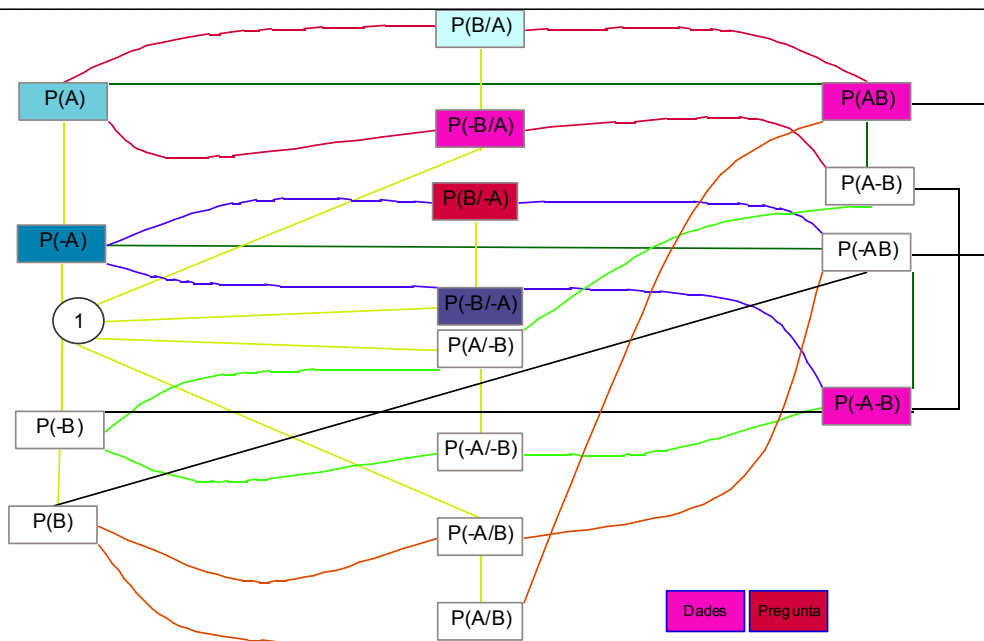 P(B/A)
P(A)
P(AB)
P(-B/A)
P(A-B)
P(B/-A)
P(-A)
P(-AB)
P(-B/-A)
1
P(A/-B)
P(-A-B)
P(-B)
P(-A/-B)
P(B)
P(-A/B)
P(A/B)
Dades
Pregunta